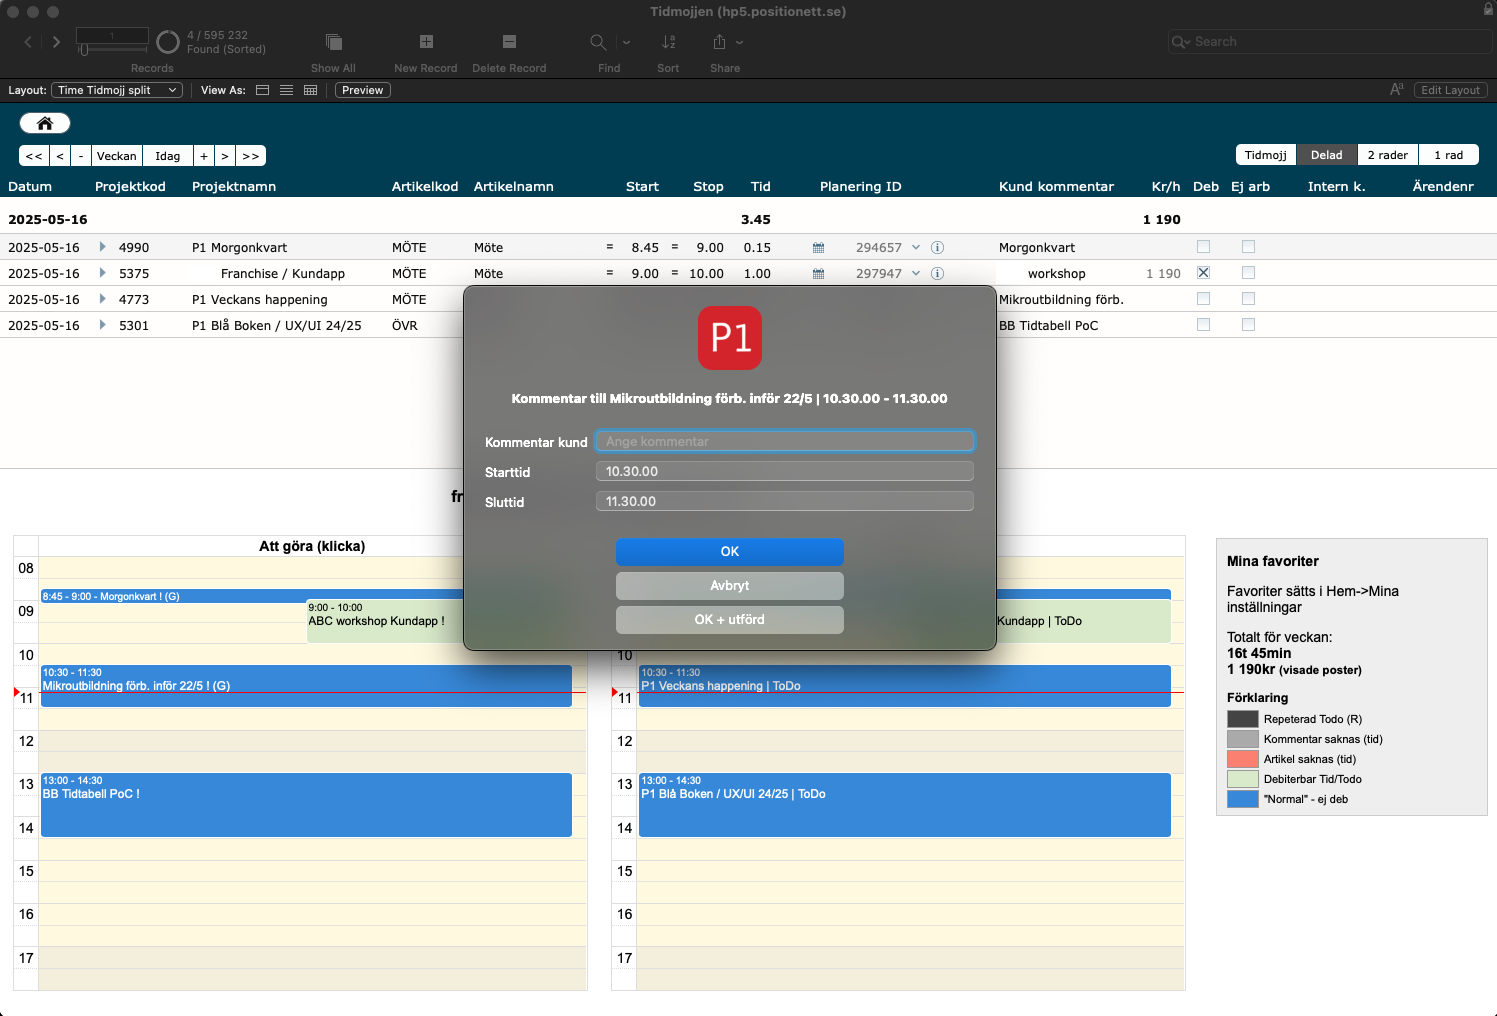 Tidmojjen (hp5.positionett.se)
1
4 / 595 232
Found (Sorted)
Records
Show All
New Record
Delete Record
Find
Sort
Share
Search
Layout:
Time Tidmojj split
View As:
Preview
Aa
Edit Layout
<< < - Veckan Idag + > >>
Tidmojj Delad 2 rader 1 rad
Datum Projektkod Projektnamn Artikelkod Artikelnamn Start Stop Tid Planering ID Kund kommentar Kr/h Deb Ej arb Intern k. Ärendenr
2025-05-16 3.45 1 190
2025-05-16 4990 P1 Morgonkvart MÖTE Möte = 8.45 = 9.00 0.15 294657 Morgonkvart
2025-05-16 5375 Franchise / Kundapp MÖTE Möte = 9.00 = 10.00 1.00 297947 workshop 1 190
2025-05-16 4773 P1 Veckans happening MÖTE Mikroutbildning förb.
2025-05-16 5301 P1 Blå Boken / UX/UI 24/25 ÖVR BB Tidtabell PoC
P1
Kommentar till Mikroutbildning förb. inför 22/5 | 10.30.00 - 11.30.00
Kommentar kund
Ange kommentar
Starttid
10.30.00
Sluttid
11.30.00
OK
Avbryt
OK + utförd
fr
Att göra (klicka)
08
8:45 - 9:00 - Morgonkvart ! (G)
09
9:00 - 10:00
ABC workshop Kundapp !
10
10:30 - 11:30
Mikroutbildning förb. inför 22/5 ! (G)
11
12
13
13:00 - 14:30
BB Tidtabell PoC !
14
15
16
17
Kundapp | ToDo
10
10:30 - 11:30
P1 Veckans happening | ToDo
11
12
13
13:00 - 14:30
P1 Blå Boken / UX/UI 24/25 | ToDo
14
15
16
17
Mina favoriter
Favoriter sätts i Hem->Mina
inställningar
Totalt för veckan:
16t 45min
1 190kr (visade poster)
Förklaring
Repeterad Todo (R)
Kommentar saknas (tid)
Artikel saknas (tid)
Debiterbar Tid/Todo
"Normal" - ej deb